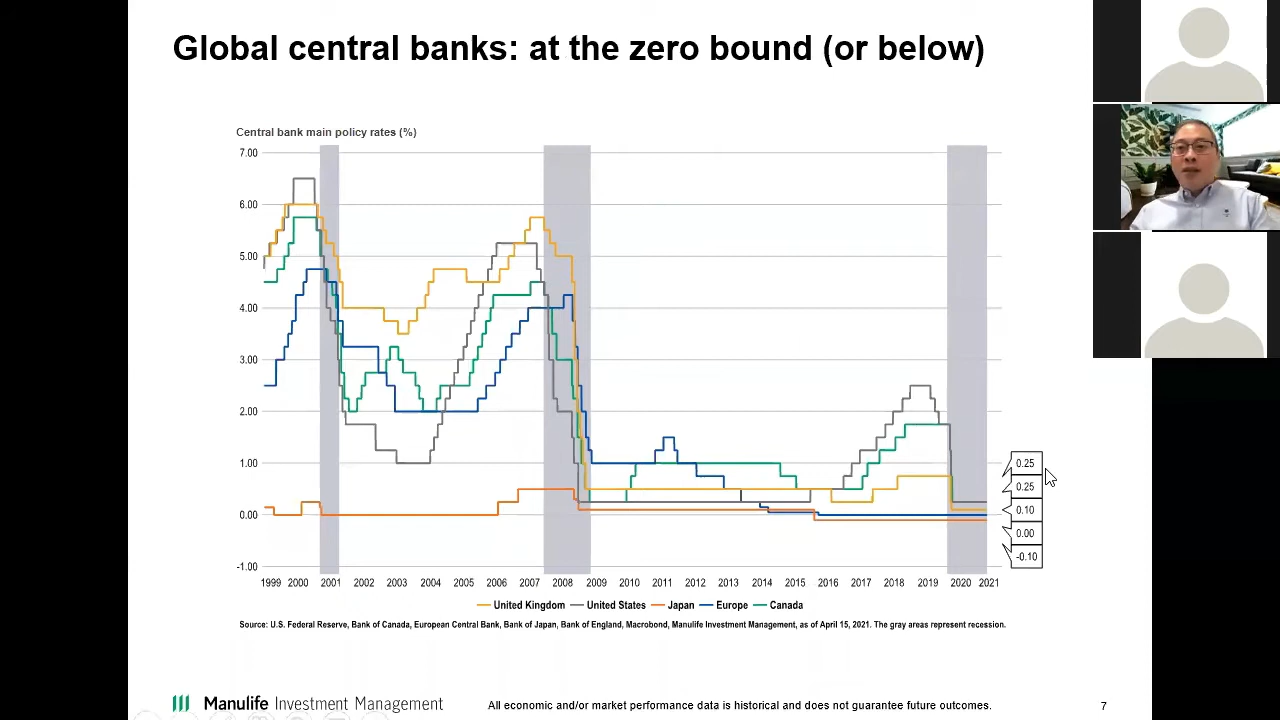 Global central banks: at the zero bound (or below)
Central bank main policy rates (%)
7.00
6.00
5.00
4.00
3.00
2.00
1.00
0.00
-1.00
0.25
0.25
0.10
0.00
-0.10
1999 2000 2001 2002 2003 2004 2005 2006 2007 2008 2009 2010 2011 2012 2013 2014 2015 2016 2017 2018 2019 2020 2021
United Kingdom United States Japan Europe Canada
Source: U.S. Federal Reserve, Bank of Canada, European Central Bank, Bank of Japan, Bank of England, Macrobond, Manulife Investment Management, as of April 15, 2021. The gray areas represent recession.
Manulife Investment Management
All economic and/or market performance data is historical and does not guarantee future outcomes.
7